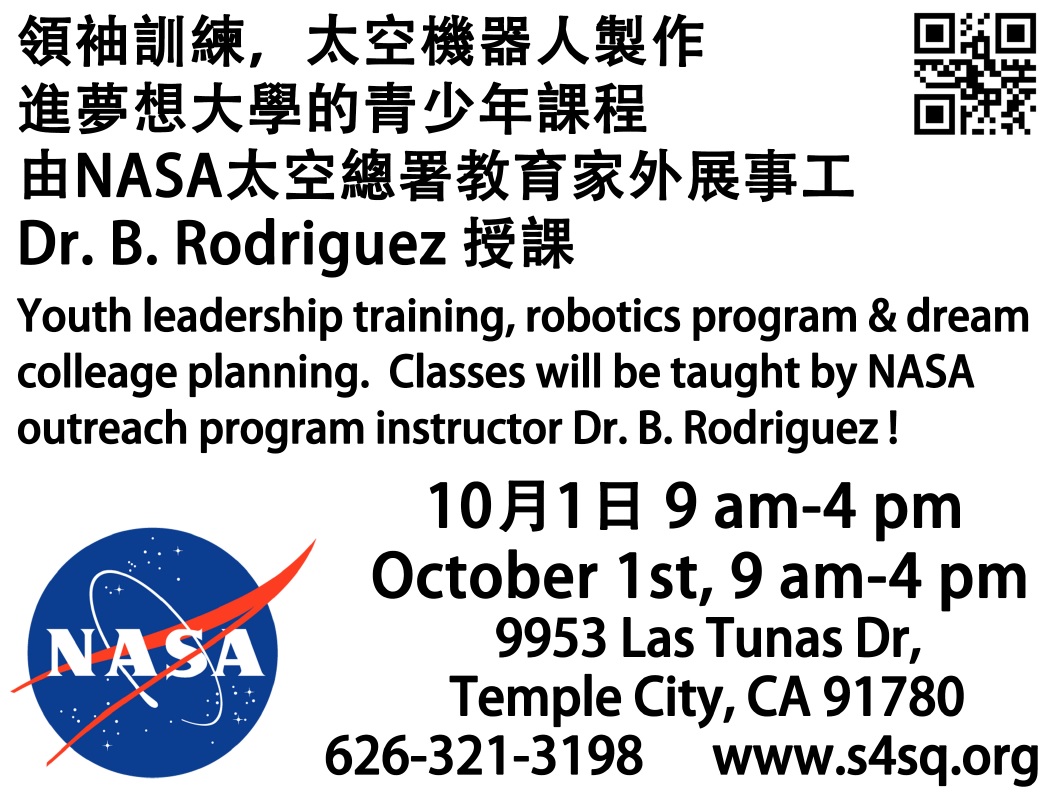 領袖訓練，太空機器人製作
進夢想大學的青少年課程
由NASA太空總署教育家外展事工
Dr. B. Rodriguez 授課
Youth leadership training, robotics program & dream
colleage planning. Classes will be taught by NASA
outreach program instructor Dr. B. Rodriguez !
10月1日 9 am-4 pm
October 1st, 9 am-4 pm
9953 Las Tunas Dr,
Temple City, CA 91780
626-321-3198 www.s4sq.org
NASA